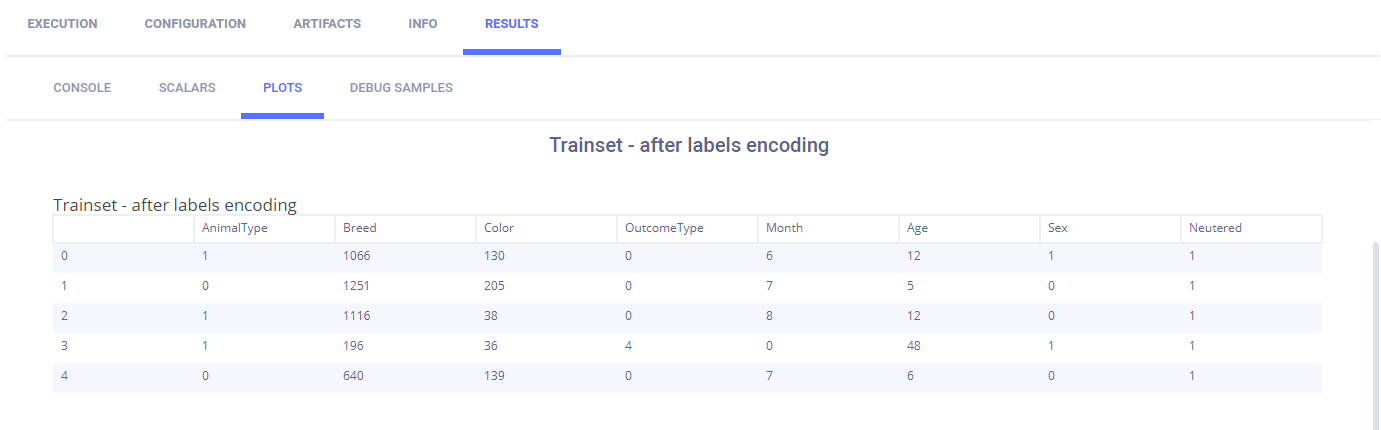 EXECUTION CONFIGURATION ARTIFACTS INFO RESULTS
CONSOLE SCALARS PLOTS DEBUG SAMPLES
Trainset - after labels encoding
Trainset - after labels encoding
AnimalType Breed Color OutcomeType Month Age Sex Neutered
0 1 1066 130 0 6 12 1 1
1 0 1251 205 0 7 5 0 1
2 1 1116 38 0 8 12 0 1
3 1 196 36 4 0 48 1 1
4 0 640 139 0 7 6 0 1